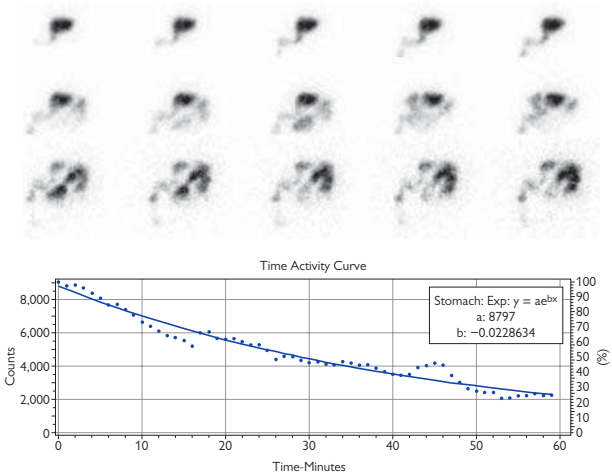 Time Activity Curve
Stomach: Exp: y = ae^bx
a: 8797
b: −0.0228634
Counts
8,000
6,000
4,000
2,000
0
100
90
80
70
60
50
40
30
20
10
0
(%)
0 10 20 30 40 50 60
Time-Minutes